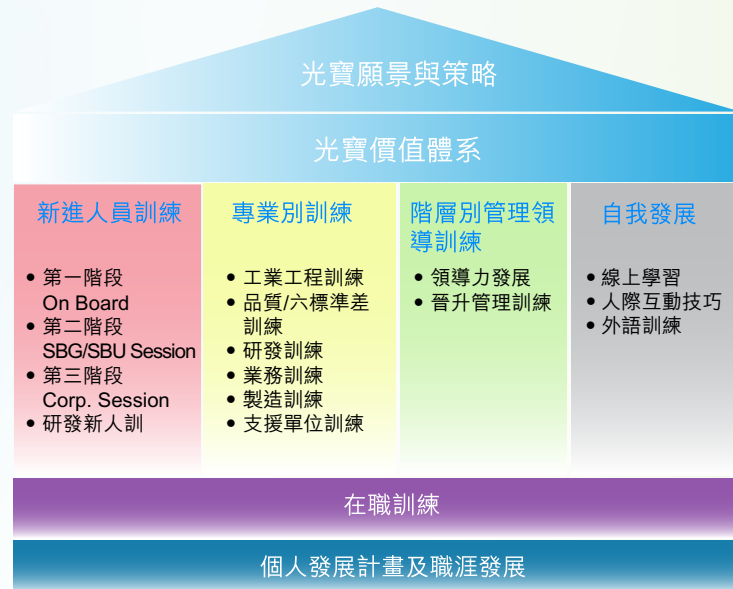 光寶願景與策略
光寶價值體系
新進人員訓練
• 第一階段
On Board
• 第二階段
SBG/SBU Session
• 第三階段
Corp. Session
• 研發新人訓
專業別訓練
• 工業工程訓練
• 品質/六標準差
訓練
• 研發訓練
• 業務訓練
• 製造訓練
• 支援單位訓練
階層別管理領
導訓練
• 領導力發展
• 晉升管理訓練
自我發展
• 線上學習
• 人際互動技巧
• 外語訓練
在職訓練
個人發展計畫及職涯發展